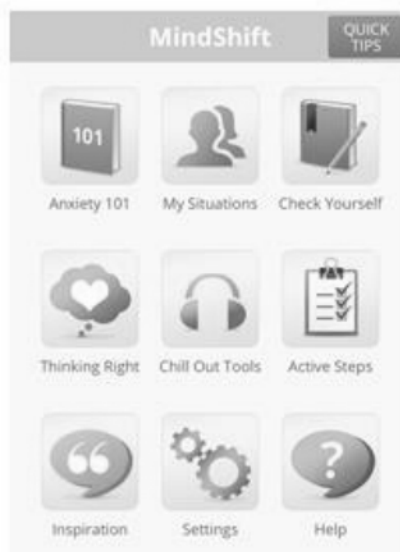 MindShift
QUICK
TIPS
101
Anxiety 101
My Situations
Check Yourself
Thinking Right
Chill Out Tools
Active Steps
Inspiration
Settings
Help